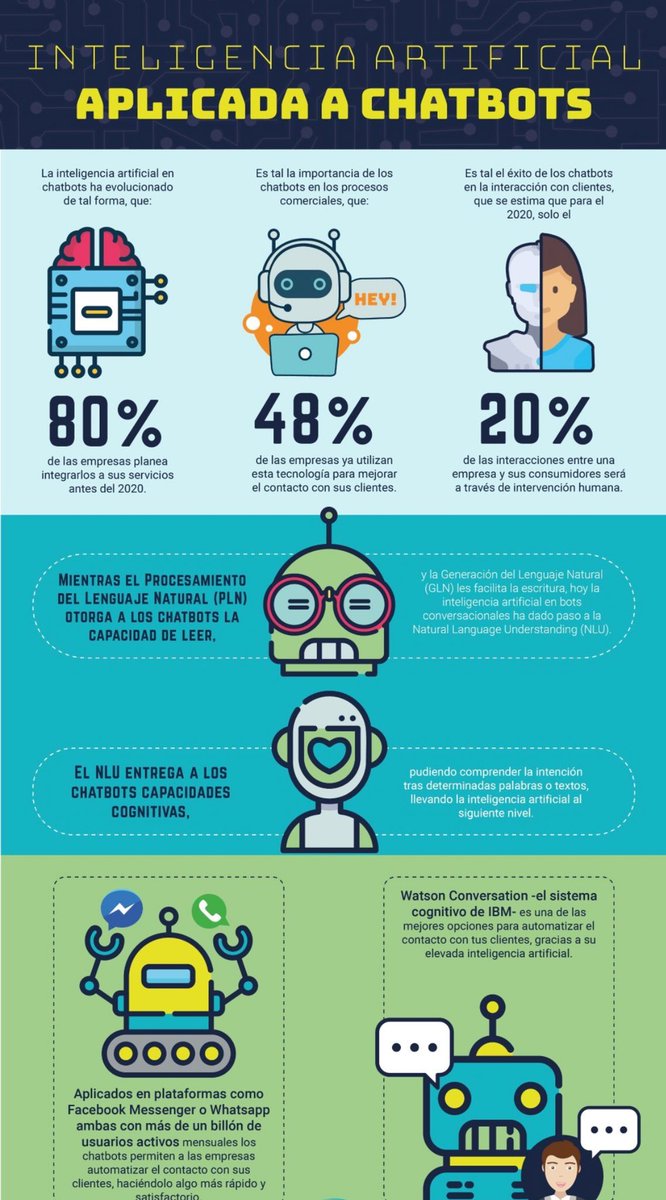 INTELIGENCIA ARTIFICIAL
APLICADA A CHATBOTS
La inteligencia artificial en
chatbots ha evolucionado
de tal forma, que:
80%
de las empresas planea
integrarlos a sus servicios
antes del 2020.
Es tal la importancia de los
chatbots en los procesos
comerciales, que:
HEY!
48%
de las empresas ya utilizan
esta tecnología para mejorar
el contacto con sus clientes.
Es tal el éxito de los chatbots
en la interacción con clientes,
que se estima que para el
2020, solo el
20%
de las interacciones entre una
empresa y sus consumidores será
a través de intervención humana.
MIENTRAS EL PROCESAMIENTO
DEL LENGUAJE NATURAL (PLN)
OTORGA A LOS CHATBOTS LA
CAPACIDAD DE LEER,
y la Generación del Lenguaje Natural
(GLN) les facilita la escritura, hoy la
inteligencia artificial en bots
conversacionales ha dado paso a la
Natural Language Understanding (NLU).
EL NLU ENTREGA A LOS
CHATBOTS CAPACIDADES
COGNITIVAS,
pudiendo comprender la intención
tras determinadas palabras o textos,
llevando la inteligencia artificial al
siguiente nivel.
Aplicados en plataformas como
Facebook Messenger o Whatsapp
ambas con más de un billón de
usuarios activos mensuales los
chatbots permiten a las empresas
automatizar el contacto con sus
clientes, haciéndolo algo más rápido y
satisfactorio
Watson Conversation -el sistema
cognitivo de IBM- es una de las
mejores opciones para automatizar el
contacto con tus clientes, gracias a su
elevada inteligencia artificial.